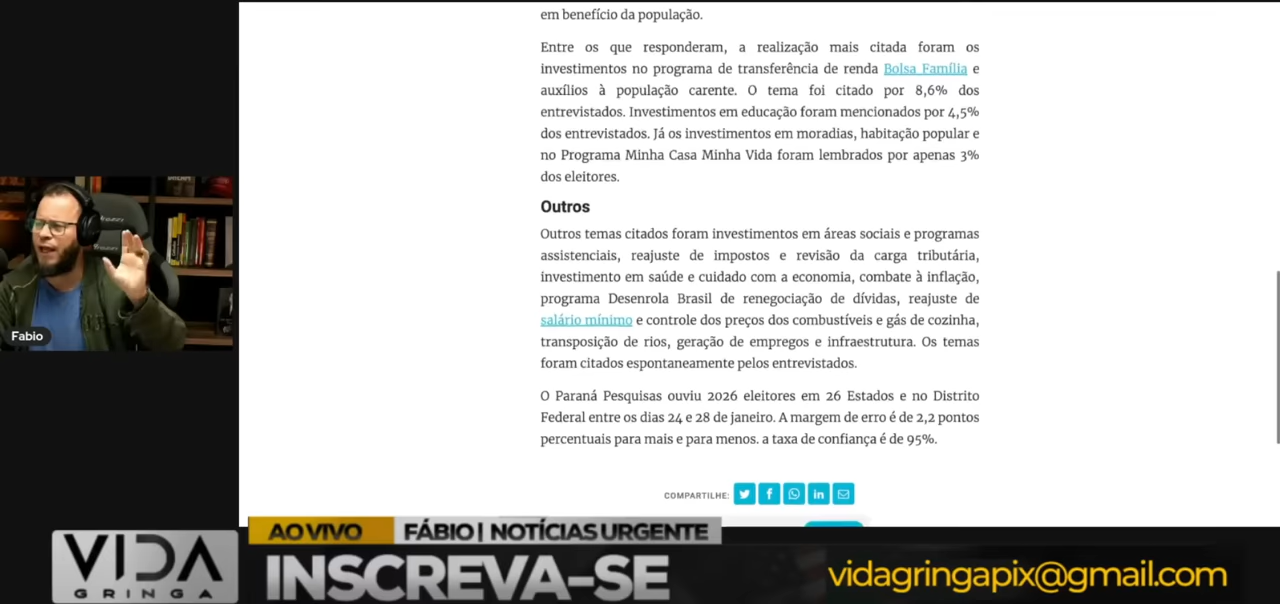 em benefício da população.
Entre os que responderam, a realização mais citada foram os
investimentos no programa de transferência de renda Bolsa Família e
auxílios à população carente. O tema foi citado por 8,6% dos
entrevistados. Investimentos em educação foram mencionados por 4,5%
dos entrevistados. Já os investimentos em moradias, habitação popular e
no Programa Minha Casa Minha Vida foram lembrados por apenas 3%
dos eleitores.
Outros
Outros temas citados foram investimentos em áreas sociais e programas
assistenciais, reajuste de impostos e revisão da carga tributária,
investimento em saúde e cuidado com a economia, combate à inflação,
programa Desenrola Brasil de renegociação de dívidas, reajuste de
salário mínimo e controle dos preços dos combustíveis e gás de cozinha,
transposição de rios, geração de empregos e infraestrutura. Os temas
foram citados espontaneamente pelos entrevistados.
O Paraná Pesquisas ouviu 2026 eleitores em 26 Estados e no Distrito
Federal entre os dias 24 e 28 de janeiro. A margem de erro é de 2,2 pontos
percentuais para mais e para menos. a taxa de confiança é de 95%.
COMPARTILHE:
Fabio
AO VIVO
FÁBIO | NOTÍCIAS URGENTE
VIDA
GRINGA
INSCREVA-SE
vidagringapix@gmail.com